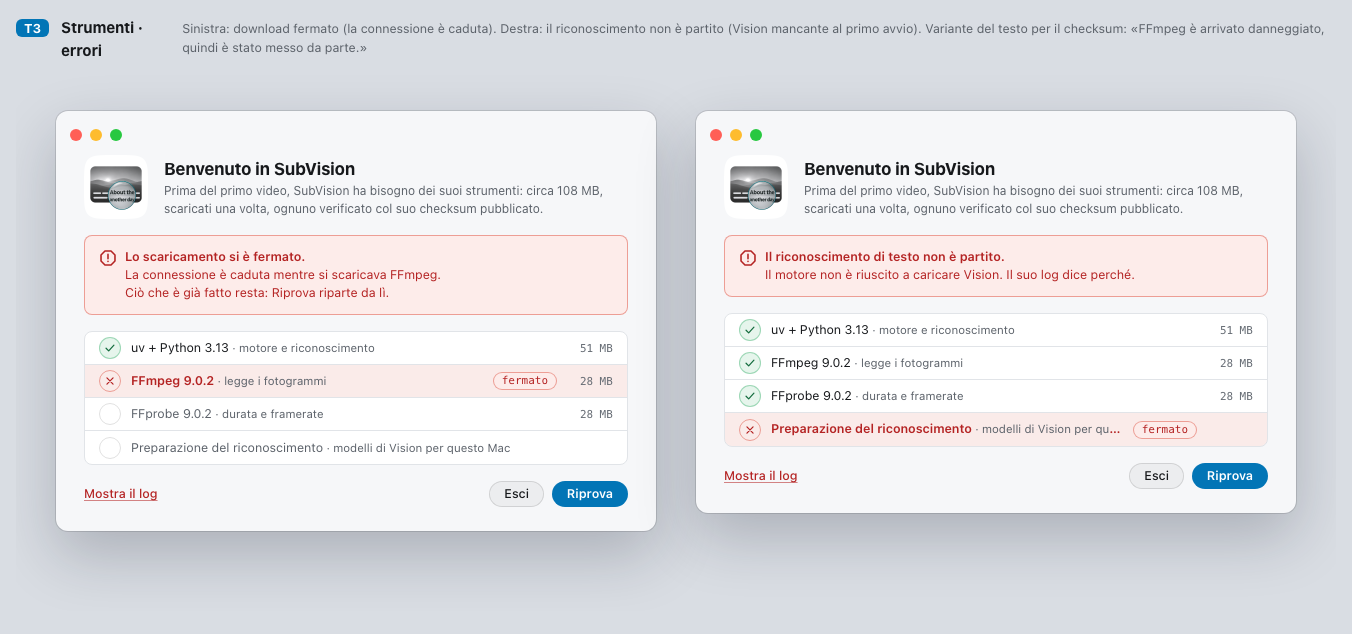 T3
Strumenti · errori
Sinistra: download fermato (la connessione è caduta). Destra: il riconoscimento non è partito (Vision mancante al primo avvio). Variante del testo per il checksum: «FFmpeg è arrivato danneggiato,
quindi è stato messo da parte.»
About the
another day
Benvenuto in SubVision
Prima del primo video, SubVision ha bisogno dei suoi strumenti: circa 108 MB,
scaricati una volta, ognuno verificato col suo checksum pubblicato.
Lo scaricamento si è fermato.
La connessione è caduta mentre si scaricava FFmpeg.
Ciò che è già fatto resta: Riprova riparte da lì.
uv + Python 3.13 · motore e riconoscimento 51 MB
FFmpeg 9.0.2 · legge i fotogrammi fermato 28 MB
FFprobe 9.0.2 · durata e framerate 28 MB
Preparazione del riconoscimento · modelli di Vision per questo Mac
Mostra il log Esci Riprova
About the
another day
Benvenuto in SubVision
Prima del primo video, SubVision ha bisogno dei suoi strumenti: circa 108 MB,
scaricati una volta, ognuno verificato col suo checksum pubblicato.
Il riconoscimento di testo non è partito.
Il motore non è riuscito a caricare Vision. Il suo log dice perché.
uv + Python 3.13 · motore e riconoscimento 51 MB
FFmpeg 9.0.2 · legge i fotogrammi 28 MB
FFprobe 9.0.2 · durata e framerate 28 MB
Preparazione del riconoscimento · modelli di Vision per qu... fermato
Mostra il log Esci Riprova